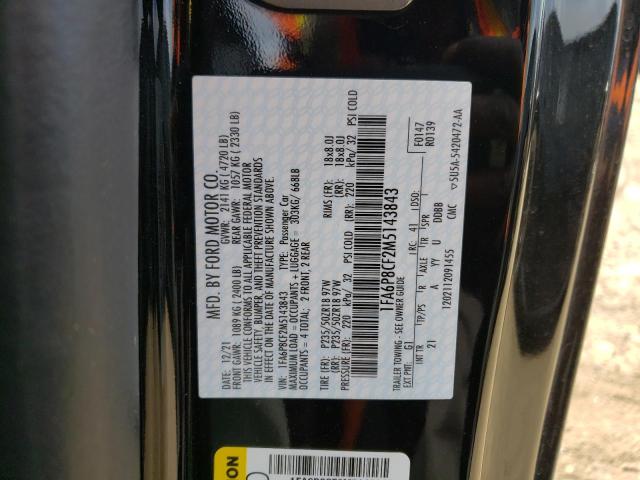 MFD. BY FORD MOTOR CO.
12/21
GVWR: 2141 KG ( 4720 LB)
FRONT GAWR: 1089 KG ( 2400 LB)
REAR GAWR: 1057 KG ( 2330 LB)
THIS VEHICLE CONFORMS TO ALL APPLICABLE FEDERAL MOTOR
VEHICLE SAFETY, BUMPER, AND THEFT PREVENTION STANDARDS
IN EFFECT ON THE DATE OF MANUFACTURE SHOWN ABOVE.
VIN: 1FA6P8CF2M5143843 TYPE: Passenger Car
MAXIMUM LOAD = OCCUPANTS + LUGGAGE = 303KG/ 668LB
OCCUPANTS = 4 TOTAL: 2 FRONT, 2 REAR
TIRE (FR): P235/50ZR18 97W RIMS (FR): 18x8.0J
(RR): P235/50ZR18 97W (RR): 18x8.0J
PRESSURE (FR): 220 kPa/ 32 PSI COLD (RR): 220 kPa/ 32 PSI COLD
1FA6P8CF2M5143843
TRAILER TOWING - SEE OWNER GUIDE
F0147
R0139
EXT PNT: G1 RC: 41 DSO:
INT TR TP/PS R AXLE TR SPR
21 A YY U DDBB
1202112091455 CMC
▽5U5A-5420472-AA
ON